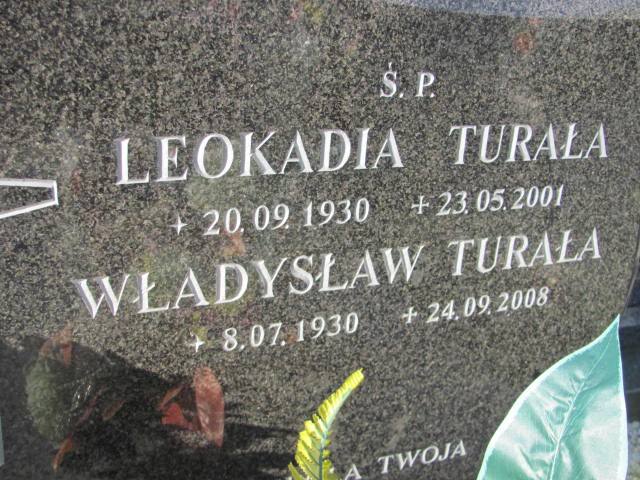 Ś. P.
LEOKADIA TURAŁA
+ 20.09.1930 + 23.05.2001
WŁADYSŁAW TURAŁA
+ 8.07.1930 + 24.09.2008
TWOJA